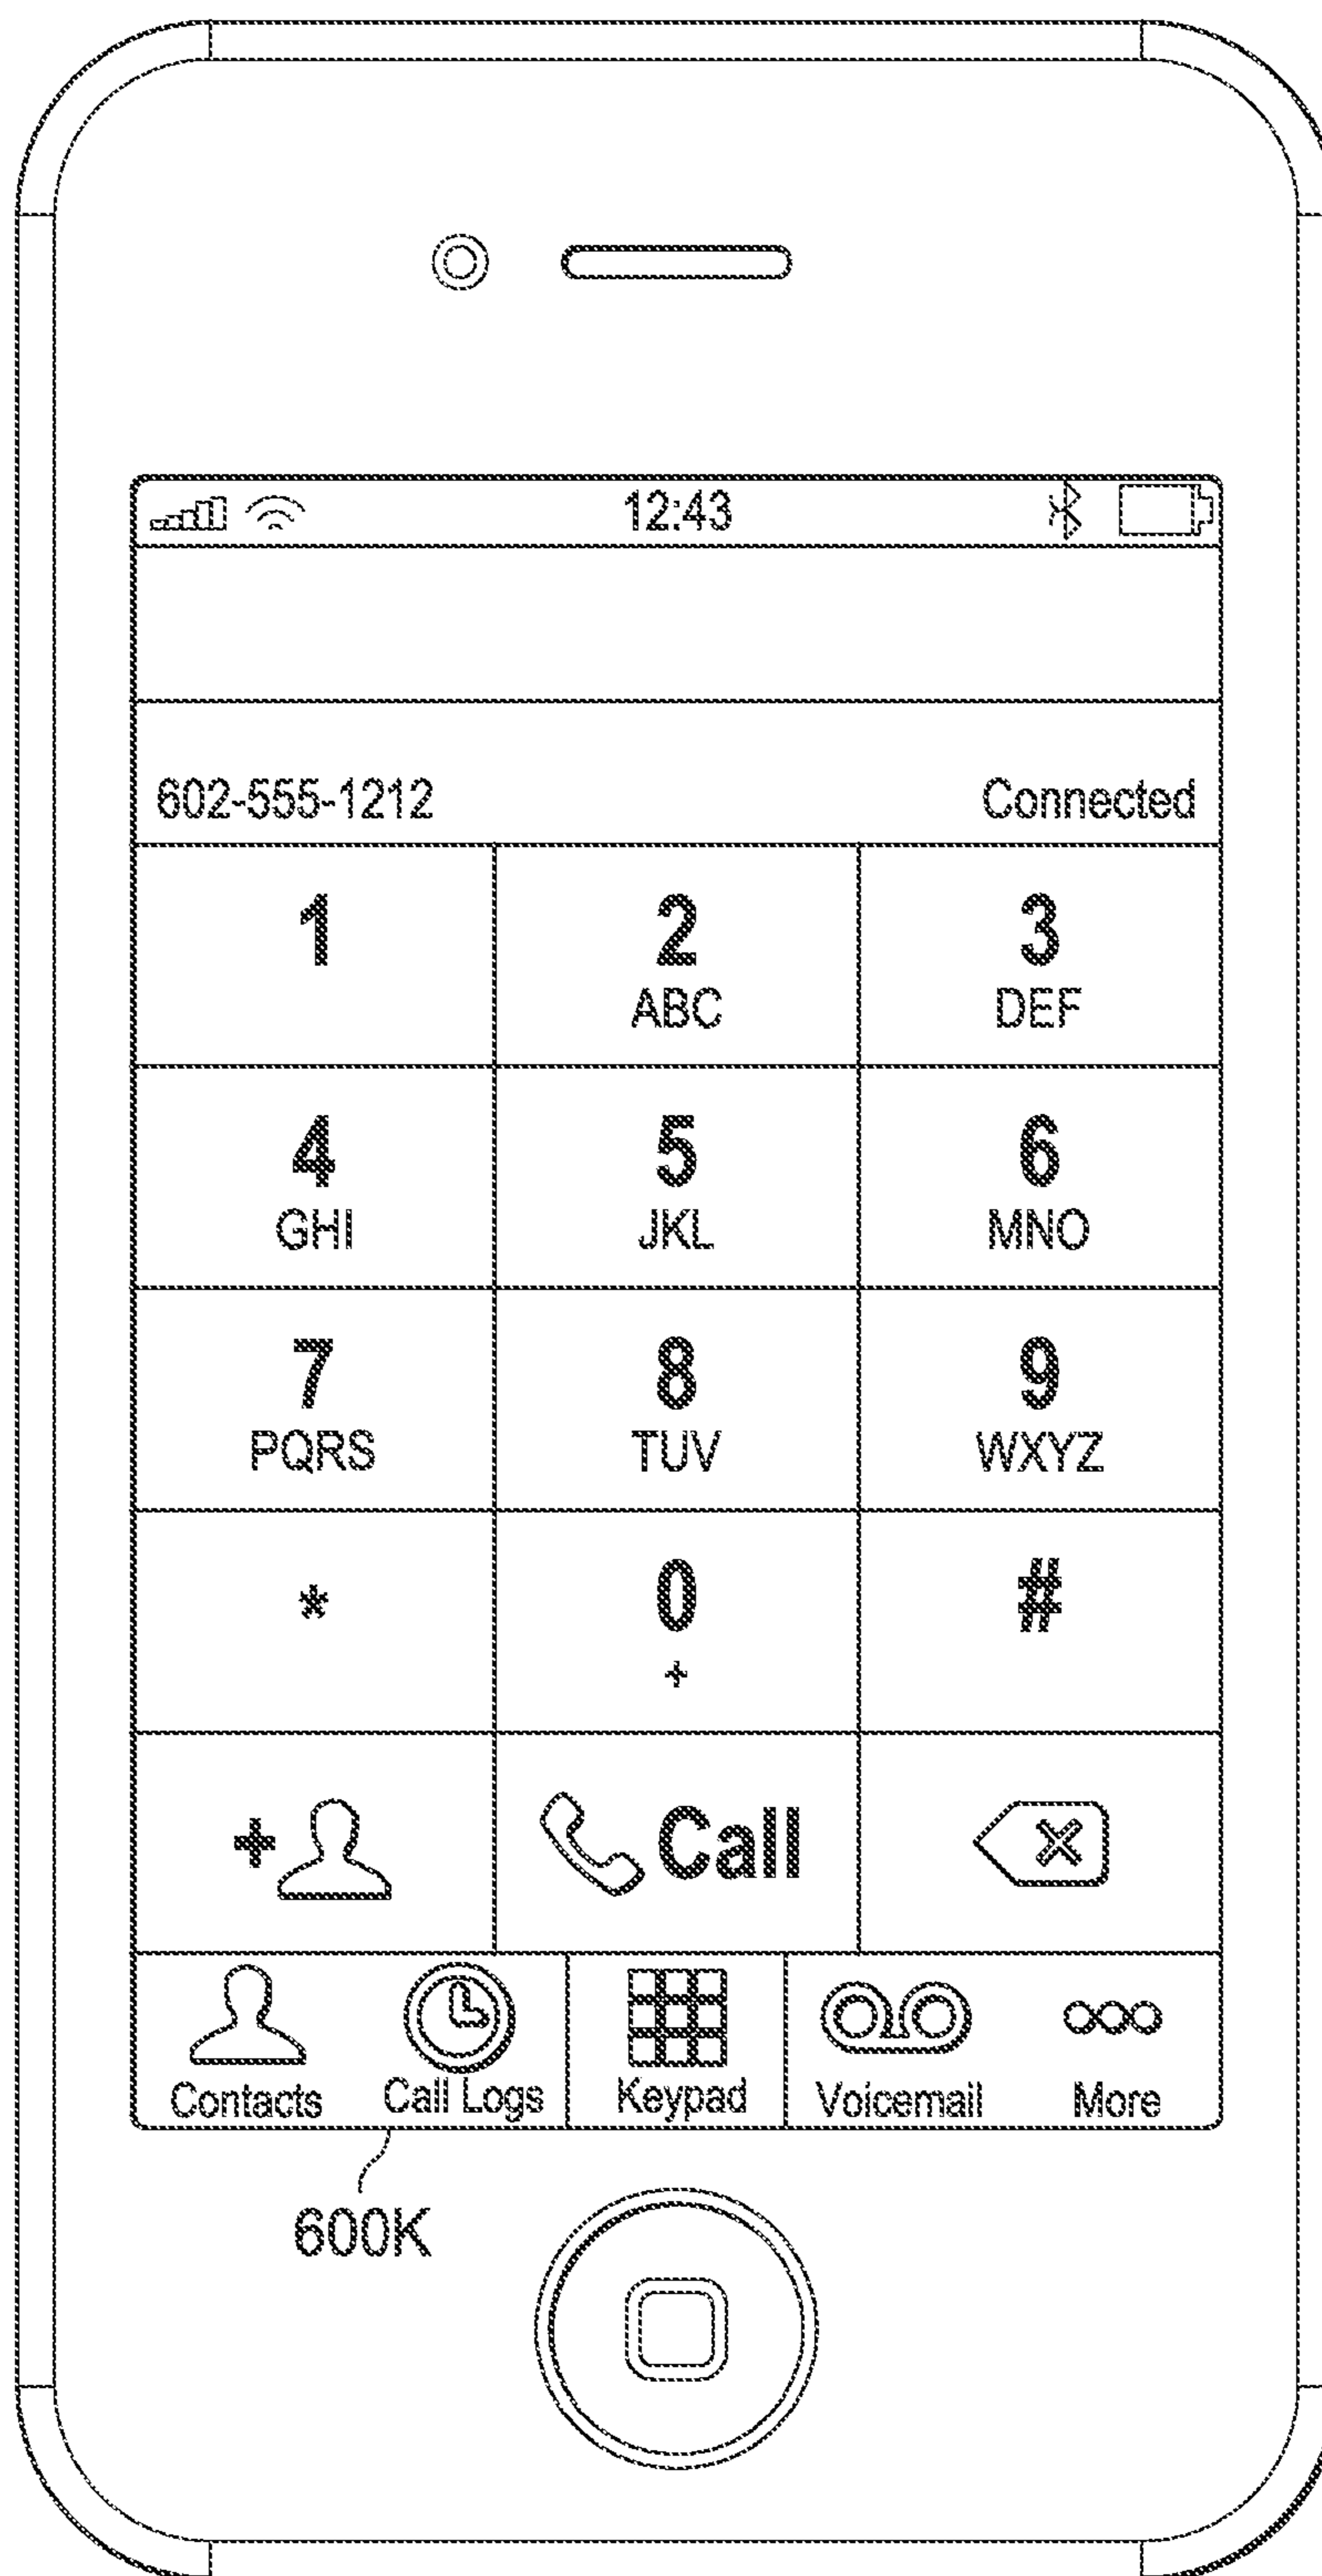 12:43
602-555-1212 Connected
1 2 3
ABC DEF
4 5 6
GHI JKL MNO
7 8 9
PQRS TUV WXYZ
* 0 #
+
+ Call
Contacts Call Logs Keypad Voicemail More
600K